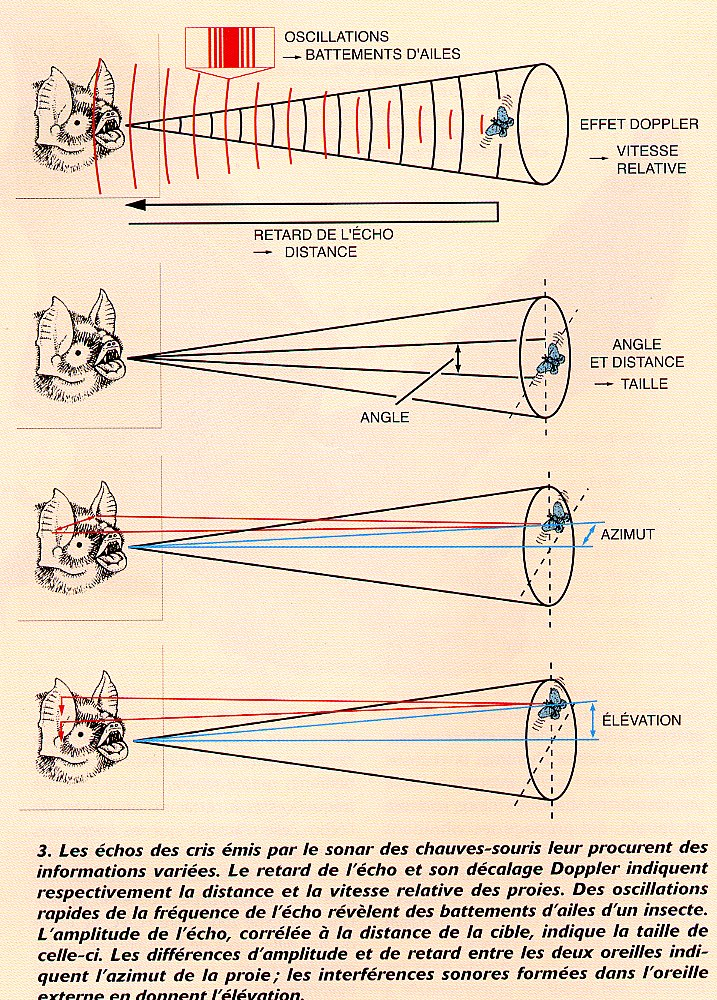 OSCILLATIONS
→ BATTEMENTS D'AILES
EFFET DOPPLER
→ VITESSE
RELATIVE
RETARD DE L'ÉCHO
→ DISTANCE
ANGLE
ET DISTANCE
→ TAILLE
ANGLE
AZIMUT
ÉLÉVATION
3. Les échos des cris émis par le sonar des chauves-souris leur procurent des
informations variées. Le retard de l'écho et son décalage Doppler indiquent
respectivement la distance et la vitesse relative des proies. Des oscillations
rapides de la fréquence de l'écho révèlent des battements d'ailes d'un insecte.
L'amplitude de l'écho, corrélée à la distance de la cible, indique la taille de
celle-ci. Les différences d'amplitude et de retard entre les deux oreilles indi-
quent l'azimut de la proie ; les interférences sonores formées dans l'oreille
externe en donnent l'élévation.